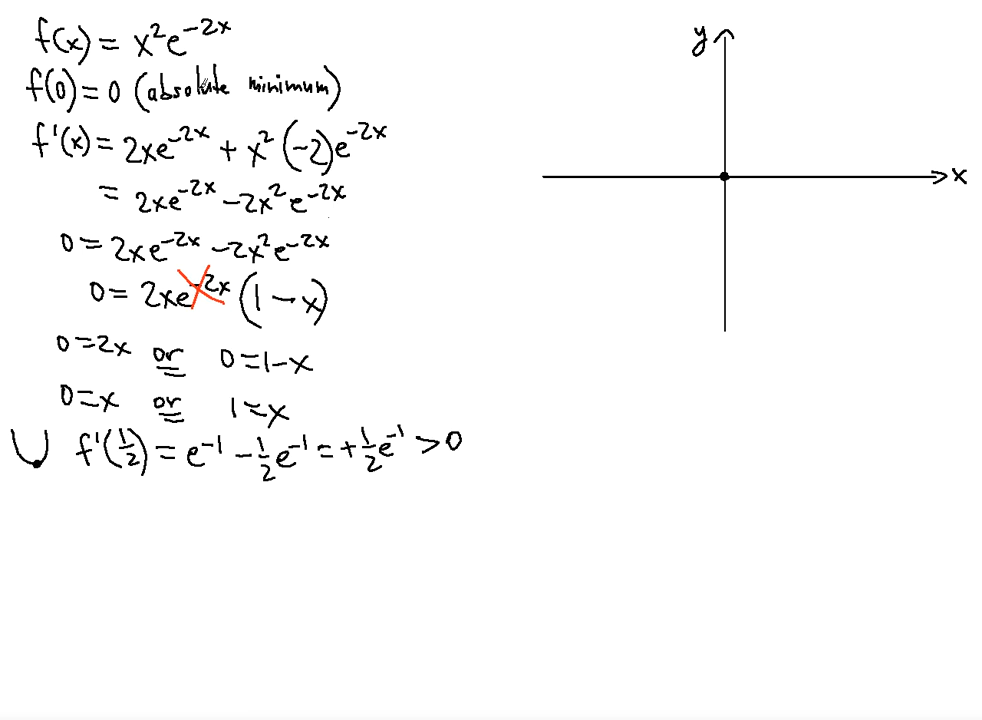 f(x) = x²e⁻²ˣ
f(0) = 0 (absolute minimum)
f'(x) = 2xe⁻²ˣ + x²(-2)e⁻²ˣ
= 2xe⁻²ˣ - 2x²e⁻²ˣ
0 = 2xe⁻²ˣ - 2x²e⁻²ˣ
0 = 2xe⁻²ˣ (1 - x)
0 = 2x or 0 = 1 - x
0 = x or 1 = x
f'(1/2) = e⁻¹ - 1/2 e⁻¹ = + 1/2 e⁻¹ > 0
y
x